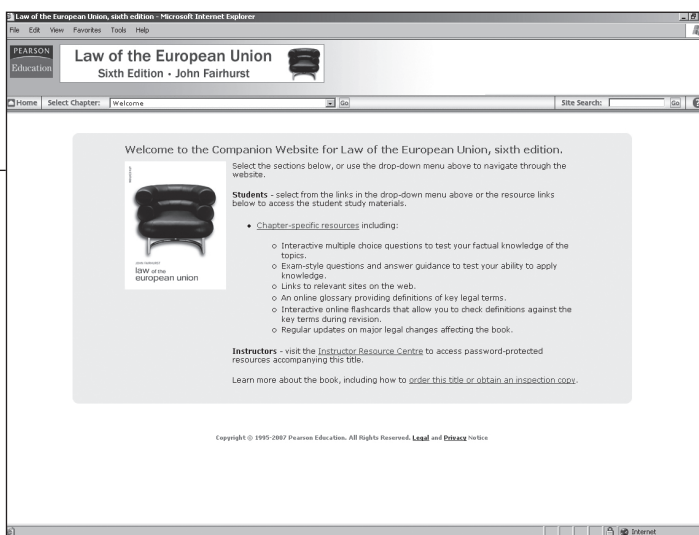 Law of the European Union, sixth edition - Microsoft Internet Explorer
File Edit View Favorites Tools Help
PEARSON
Education
Law of the European Union
Sixth Edition • John Fairhurst
Home Select Chapter: Welcome Go Site Search: Go
Welcome to the Companion Website for Law of the European Union, sixth edition.
Select the sections below, or use the drop-down menu above to navigate through the
website.
Students - select from the links in the drop-down menu above or the resource links
below to access the student study materials.
• Chapter-specific resources including:
o Interactive multiple choice questions to test your factual knowledge of the
topics.
o Exam-style questions and answer guidance to test your ability to apply
knowledge.
o Links to relevant sites on the web.
o An online glossary providing definitions of key legal terms.
o Interactive online flashcards that allow you to check definitions against the
key terms during revision.
o Regular updates on major legal changes affecting the book.
law of the
european union
Instructors - visit the Instructor Resource Centre to access password-protected
resources accompanying this title.
Learn more about the book, including how to order this title or obtain an inspection copy.
Copyright © 1995-2007 Pearson Education. All Rights Reserved. Legal and Privacy Notice
Internet